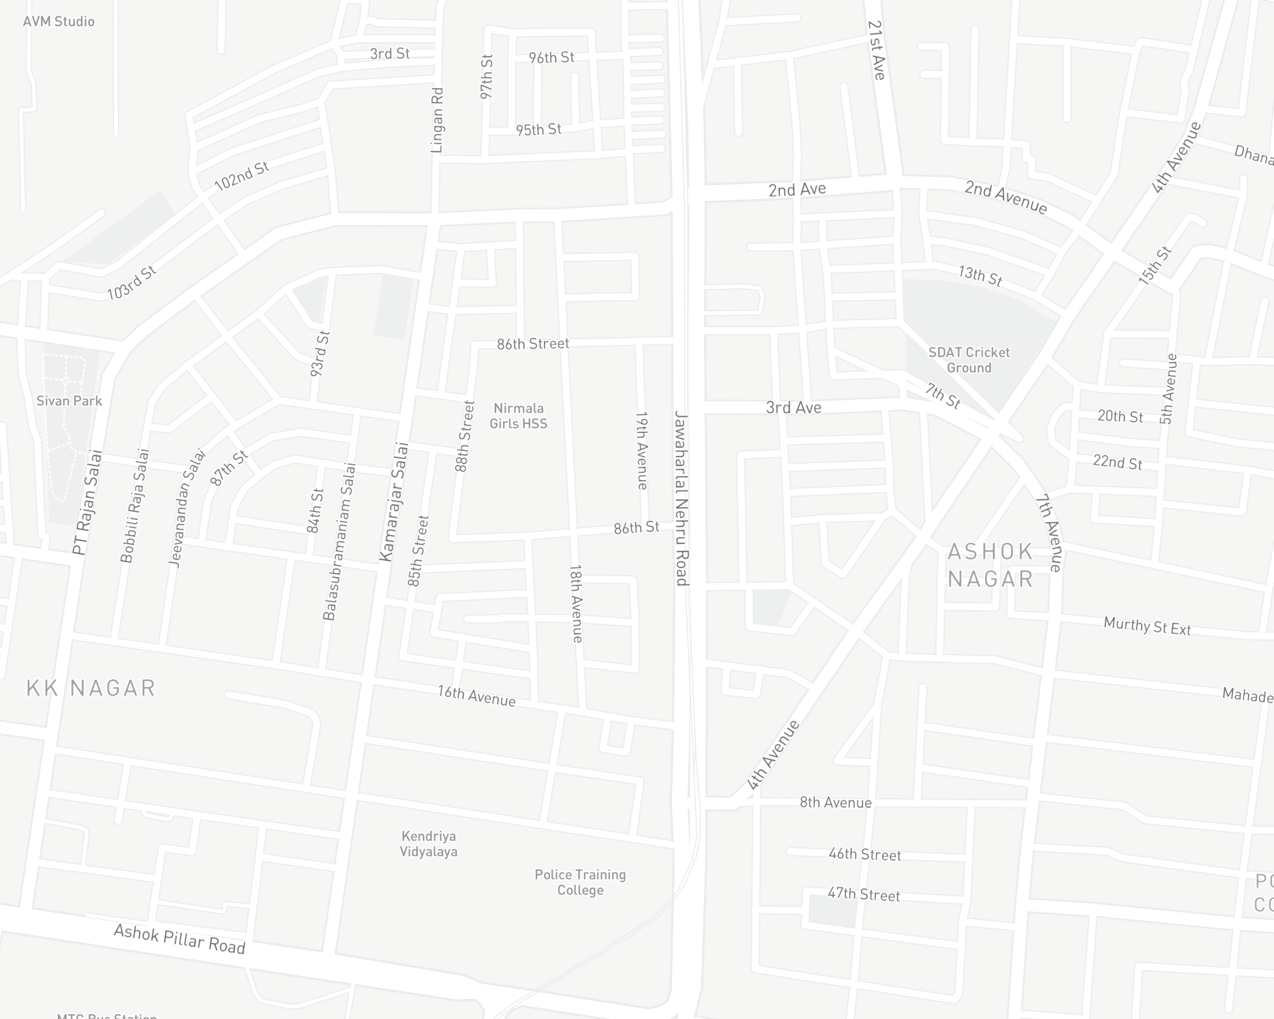 AVM Studio
3rd St
97th St
96th St
21st Ave
Lingan Rd
95th St
4th Avenue
Dhana
102nd St
2nd Ave
2nd Avenue
103rd St
13th St
15th St
93rd St
86th Street
SDAT Cricket
Ground
Sivan Park
Nirmala
Girls HSS
88th Street
19th Avenue
Jawaharlal Nehru Road
3rd Ave
7th St
20th St
5th Avenue
22nd St
PT Rajan Salai
Bobbili Raja Salai
Jeevanandan Salai
87th St
84th St
Balasubramaniam Salai
Kamarajar Salai
85th Street
86th St
7th Avenue
ASHOK
NAGAR
18th Avenue
Murthy St Ext
KK NAGAR
16th Avenue
Mahade
4th Avenue
8th Avenue
Kendriya
Vidyalaya
46th Street
Police Training
College
47th Street
Ashok Pillar Road
MTC Bus Station